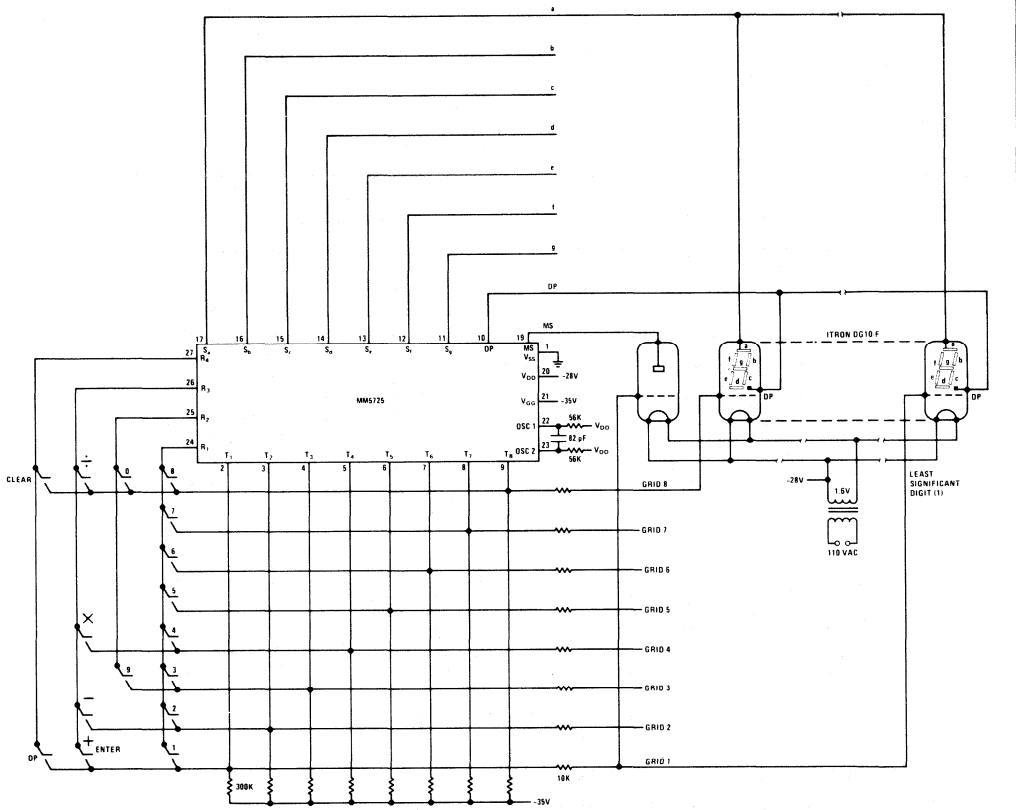 a
b
c
d
e
f
g
DP
MS
ITRON DG10 F
17 16 15 14 13 12 11 10 19
Sa Sb Sc Sd Se Sf Sg DP MS 1
VSS
27 R4
26 R3
25 R2
24 R1
MM5725
VDD 20 -28V
VGG 21 -35V
OSC 1 22 56K VDD
82 pF
OSC 2 23 56K VDD
a
f g b
e d c
DP
a
f g b
e d c
DP
T1 T2 T3 T4 T5 T6 T7 T8
2 3 4 5 6 7 8 9
CLEAR ÷ 0 8
GRID 8
-28V
1.6V
110 VAC
LEAST
SIGNIFICANT
DIGIT (1)
7 GRID 7
6 GRID 6
5 GRID 5
× 4 GRID 4
9 3 GRID 3
− 2 GRID 2
DP + ENTER 1 GRID 1
300K
10K
-35V